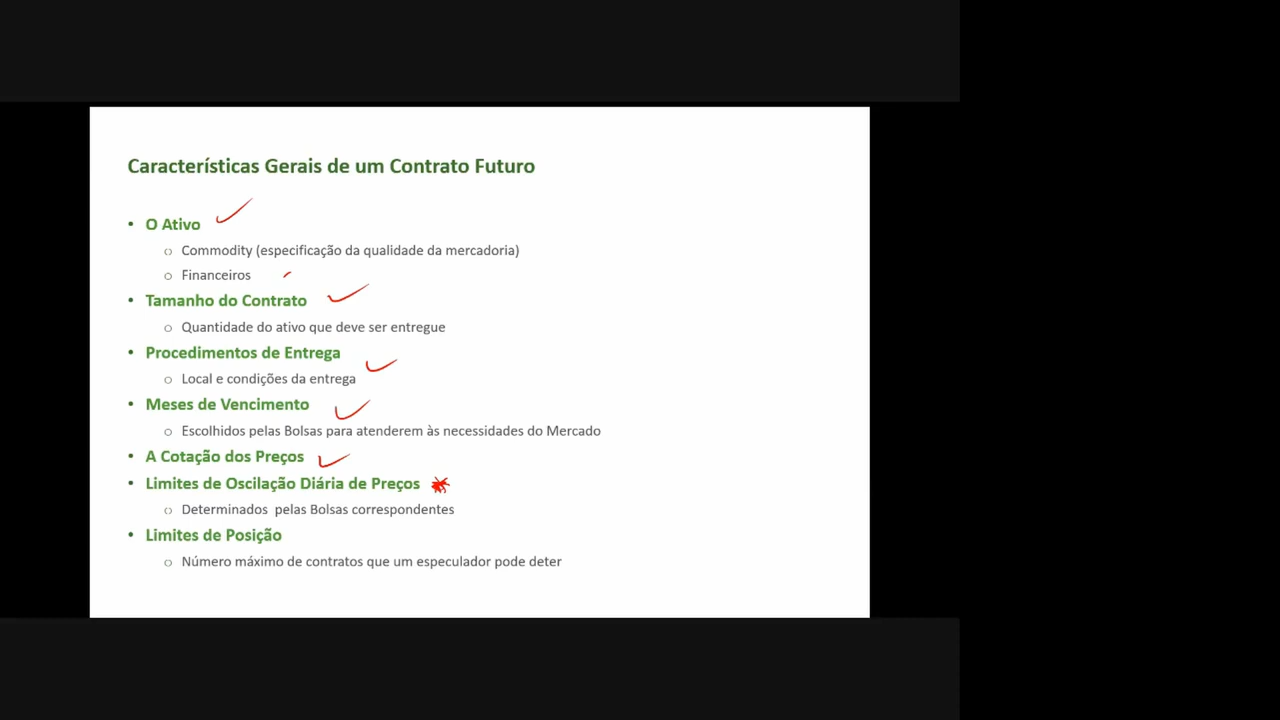 Características Gerais de um Contrato Futuro
• O Ativo
o Commodity (especificação da qualidade da mercadoria)
o Financeiros
• Tamanho do Contrato
o Quantidade do ativo que deve ser entregue
• Procedimentos de Entrega
o Local e condições da entrega
• Meses de Vencimento
o Escolhidos pelas Bolsas para atenderem às necessidades do Mercado
• A Cotação dos Preços
• Limites de Oscilação Diária de Preços
o Determinados pelas Bolsas correspondentes
• Limites de Posição
o Número máximo de contratos que um especulador pode deter